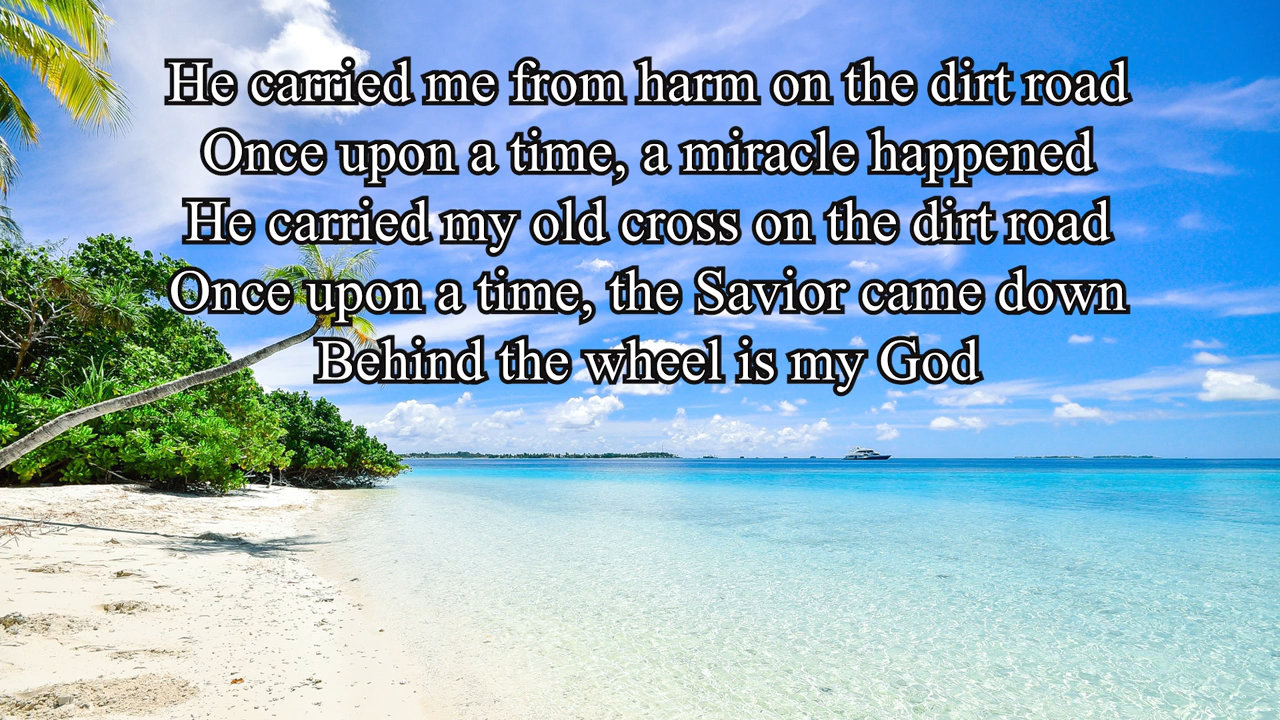 He carried me from harm on the dirt road
Once upon a time, a miracle happened
He carried my old cross on the dirt road
Once upon a time, the Savior came down
Behind the wheel is my God